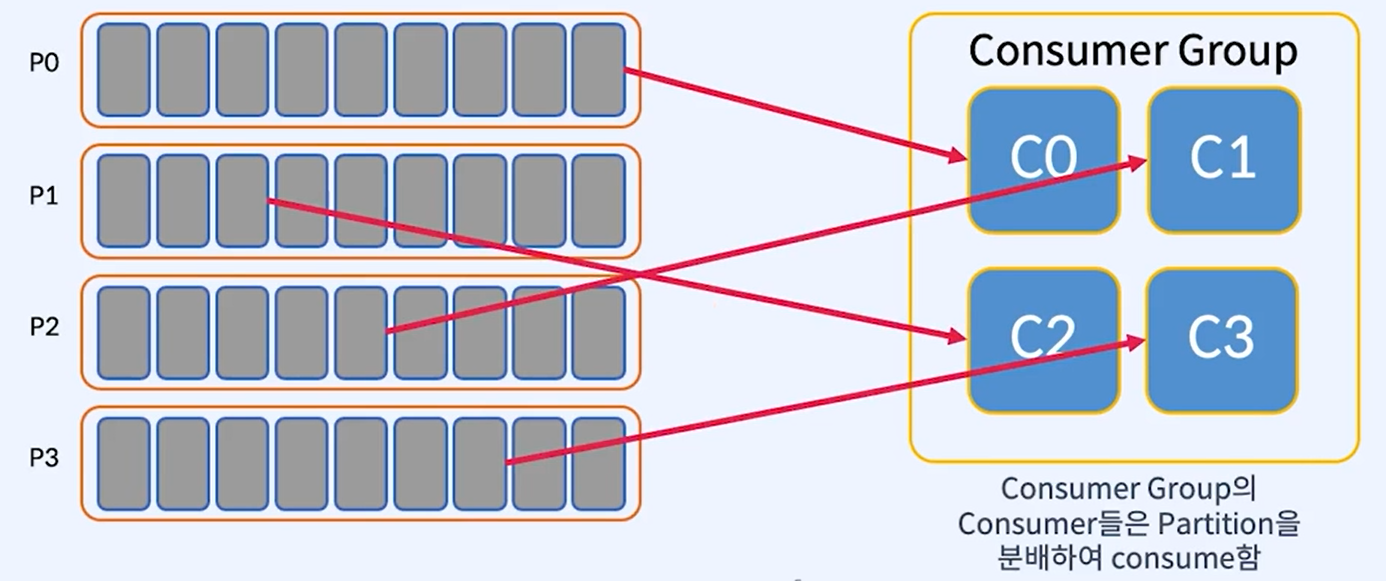 P0
P1
P2
P3
Consumer Group
C0
C1
C2
C3
Consumer Group의
Consumer들은 Partition을
분배하여 consume함